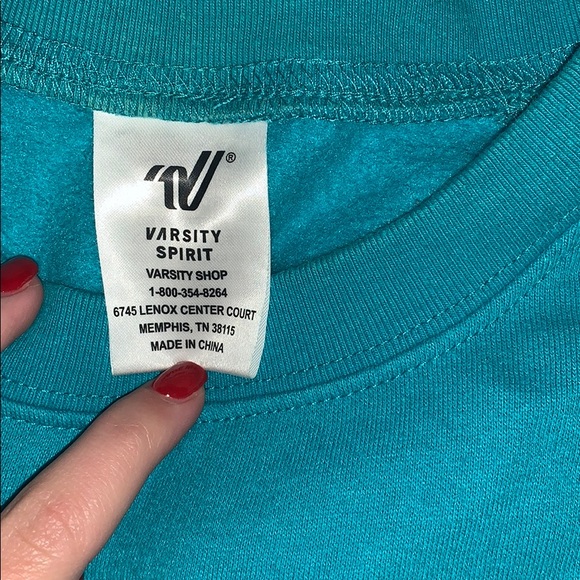 ®
VARSITY
SPIRIT
VARSITY SHOP
1-800-354-8264
6745 LENOX CENTER COURT
MEMPHIS, TN 38115
MADE IN CHINA